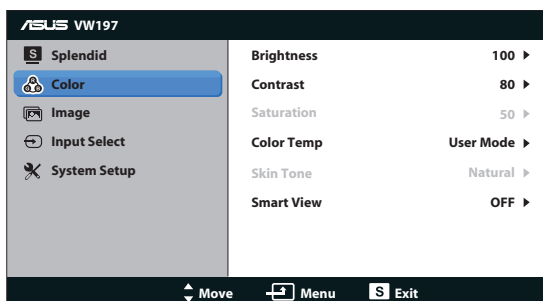 ASUS VW197
S Splendid
Color
Image
Input Select
System Setup
Brightness 100
Contrast 80
Saturation 50
Color Temp User Mode
Skin Tone Natural
Smart View OFF
Move Menu S Exit